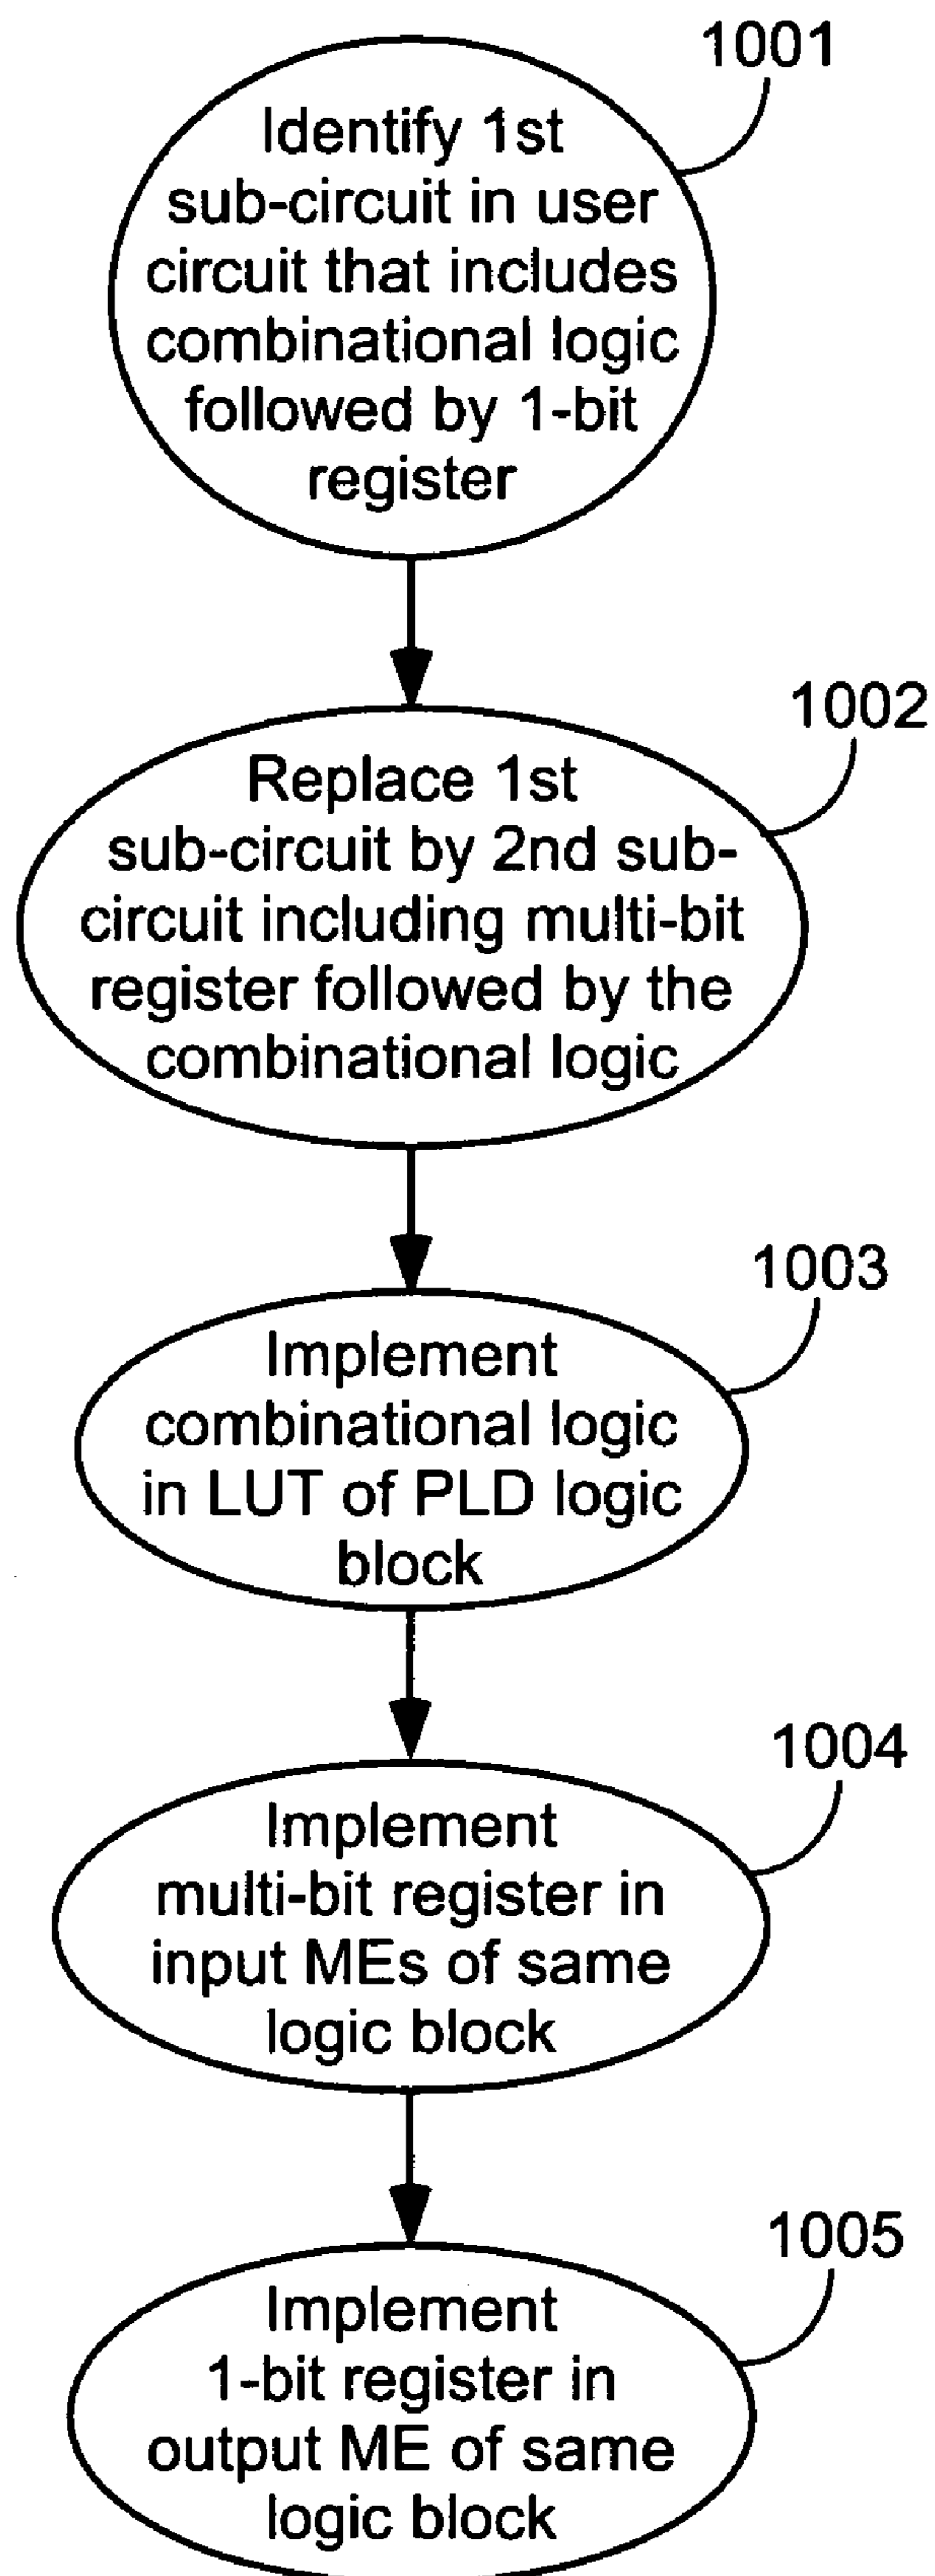 1001
Identify 1st
sub-circuit in user
circuit that includes
combinational logic
followed by 1-bit
register
1002
Replace 1st
sub-circuit by 2nd sub-
circuit including multi-bit
register followed by the
combinational logic
1003
Implement
combinational logic
in LUT of PLD logic
block
1004
Implement
multi-bit register in
input MEs of same
logic block
1005
Implement
1-bit register in
output ME of same
logic block